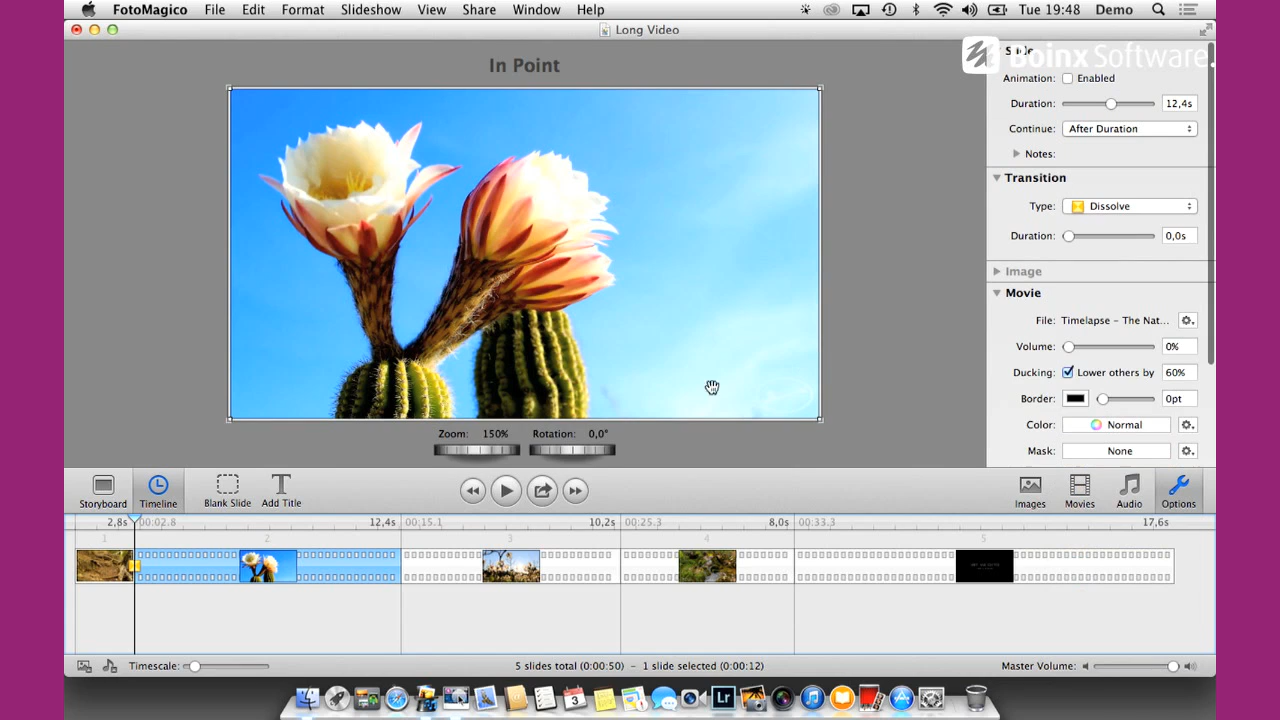 FotoMagico File Edit Format Slideshow View Share Window Help Tue 19:48 Demo
Long Video
Boinx Software.
In Point
Slide
Animation: Enabled
Duration: 12,4s
Continue: After Duration
Notes:
Transition
Type: Dissolve
Duration: 0,0s
Image
Movie
File: Timelapse – The Nat...
Volume: 0%
Ducking: Lower others by 60%
Border: 0pt
Color: Normal
Mask: None
Zoom: 150% Rotation: 0,0°
Storyboard Timeline Blank Slide Add Title Images Movies Audio Options
2,8s 00:02.8 12,4s 00:15.1 10,2s 00:25.3 8,0s 00:33.3 17,6s
1 2 3 4 5
Timescale: 5 slides total (0:00:50) – 1 slide selected (0:00:12) Master Volume:
3
Lr